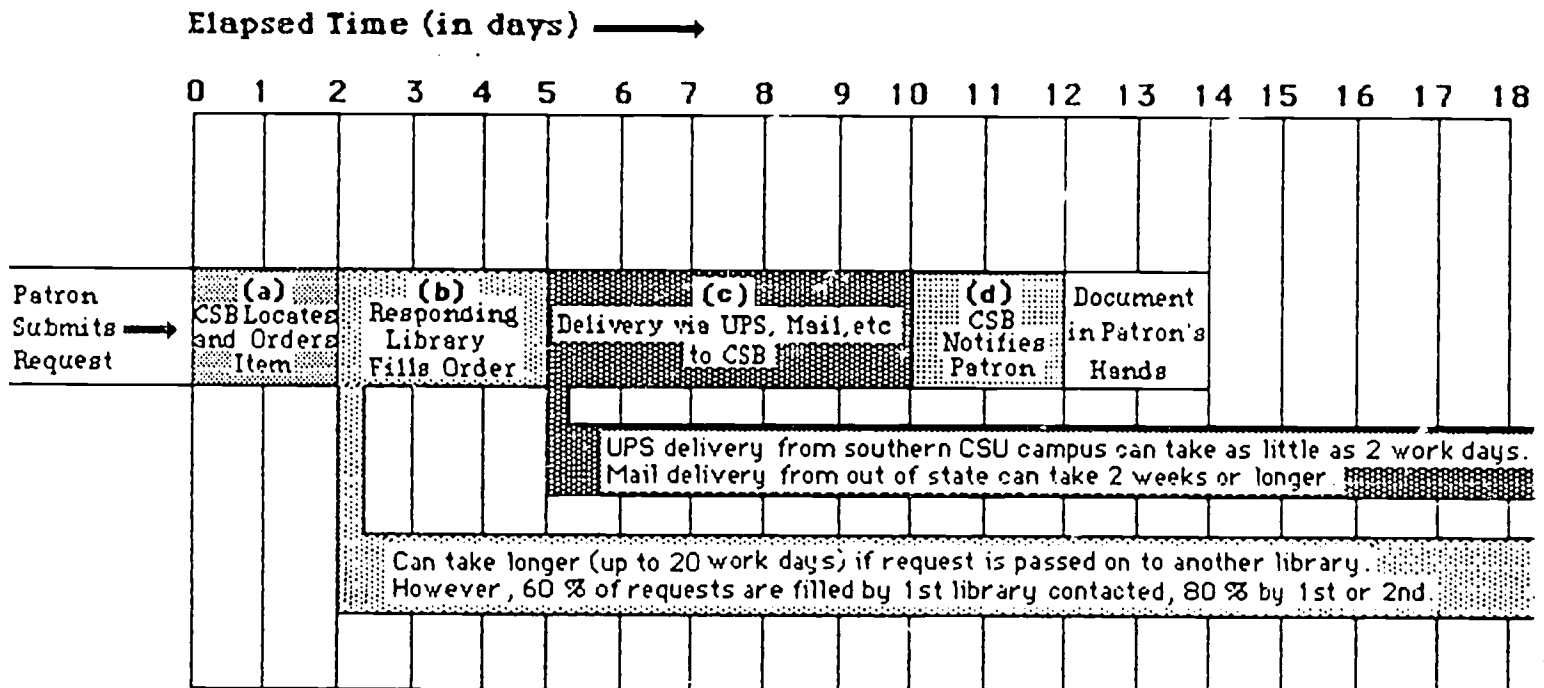 Elapsed Time (in days)
0 1 2 3 4 5 6 7 8 9 10 11 12 13 14 15 16 17 18
Patron
Submits
Request
(a)
CSB Locates
and Orders
Item
(b)
Responding
Library
Fills Order
(c)
Delivery via UPS, Mail, etc
to CSB
(d)
CSB
Notifies
Patron
Document
in Patron's
Hands
UPS delivery from southern CSU campus can take as little as 2 work days.
Mail delivery from out of state can take 2 weeks or longer.
Can take longer (up to 20 work days) if request is passed on to another library.
However, 60 % of requests are filled by 1st library contacted, 80 % by 1st or 2nd.